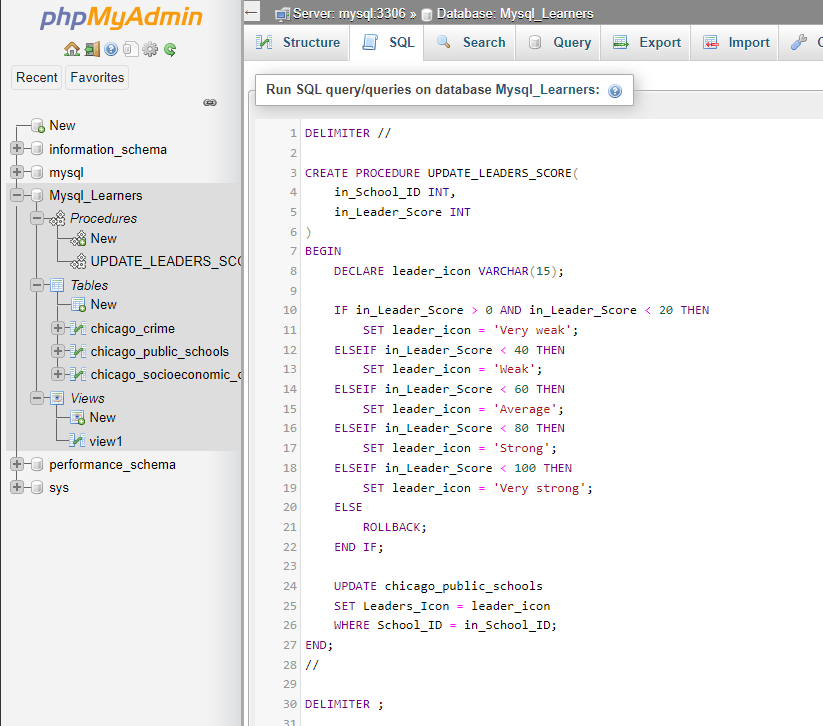 phpMyAdmin
Recent Favorites
New
information_schema
mysql
Mysql_Learners
Procedures
New
UPDATE_LEADERS_SCO
Tables
New
chicago_crime
chicago_public_schools
chicago_socioeconomic_d
Views
New
view1
performance_schema
sys
Server: mysql:3306 » Database: Mysql_Learners
Structure SQL Search Query Export Import
Run SQL query/queries on database Mysql_Learners:
1 DELIMITER //
2
3 CREATE PROCEDURE UPDATE_LEADERS_SCORE(
4 in_School_ID INT,
5 in_Leader_Score INT
6 )
7 BEGIN
8 DECLARE leader_icon VARCHAR(15);
9
10 IF in_Leader_Score > 0 AND in_Leader_Score < 20 THEN
11 SET leader_icon = 'Very weak';
12 ELSEIF in_Leader_Score < 40 THEN
13 SET leader_icon = 'Weak';
14 ELSEIF in_Leader_Score < 60 THEN
15 SET leader_icon = 'Average';
16 ELSEIF in_Leader_Score < 80 THEN
17 SET leader_icon = 'Strong';
18 ELSEIF in_Leader_Score < 100 THEN
19 SET leader_icon = 'Very strong';
20 ELSE
21 ROLLBACK;
22 END IF;
23
24 UPDATE chicago_public_schools
25 SET Leaders_Icon = leader_icon
26 WHERE School_ID = in_School_ID;
27 END;
28 //
29
30 DELIMITER ;
31